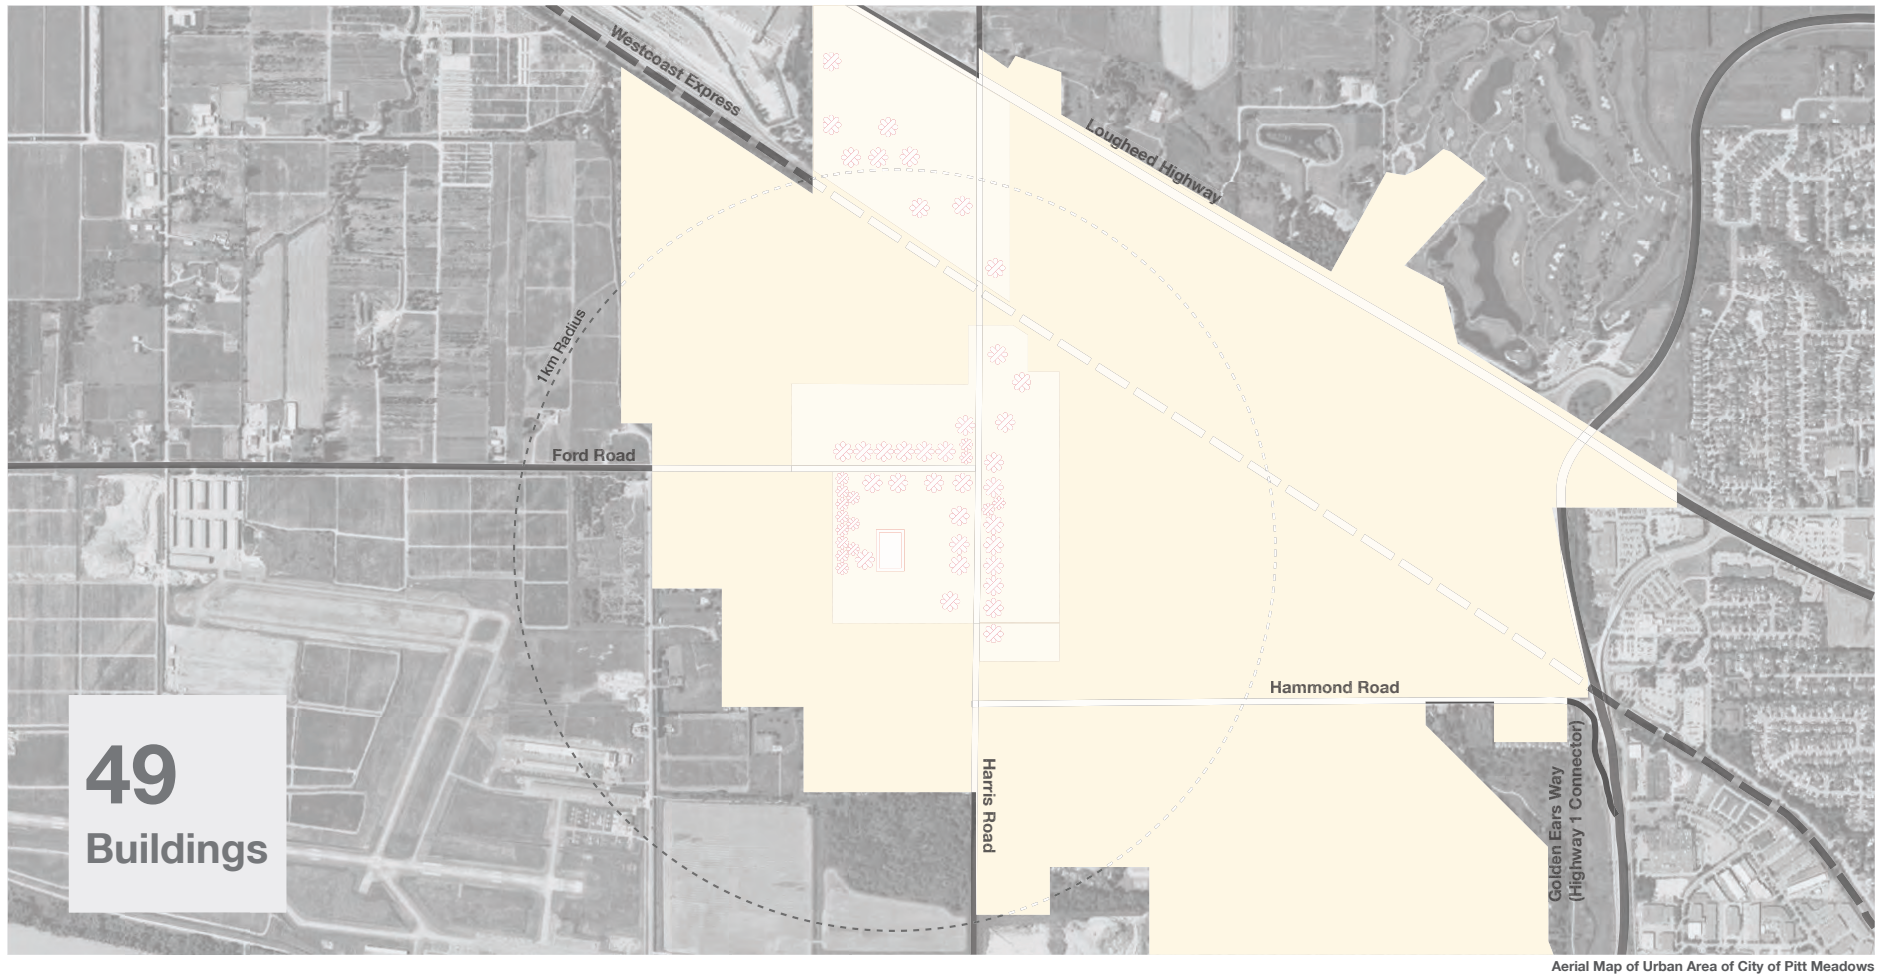 Westcoast Express
Lougheed Highway
1km Radius
Ford Road
Hammond Road
Harris Road
Golden Ears Way
(Highway 1 Connector)
49
Buildings
Aerial Map of Urban Area of City of Pitt Meadows